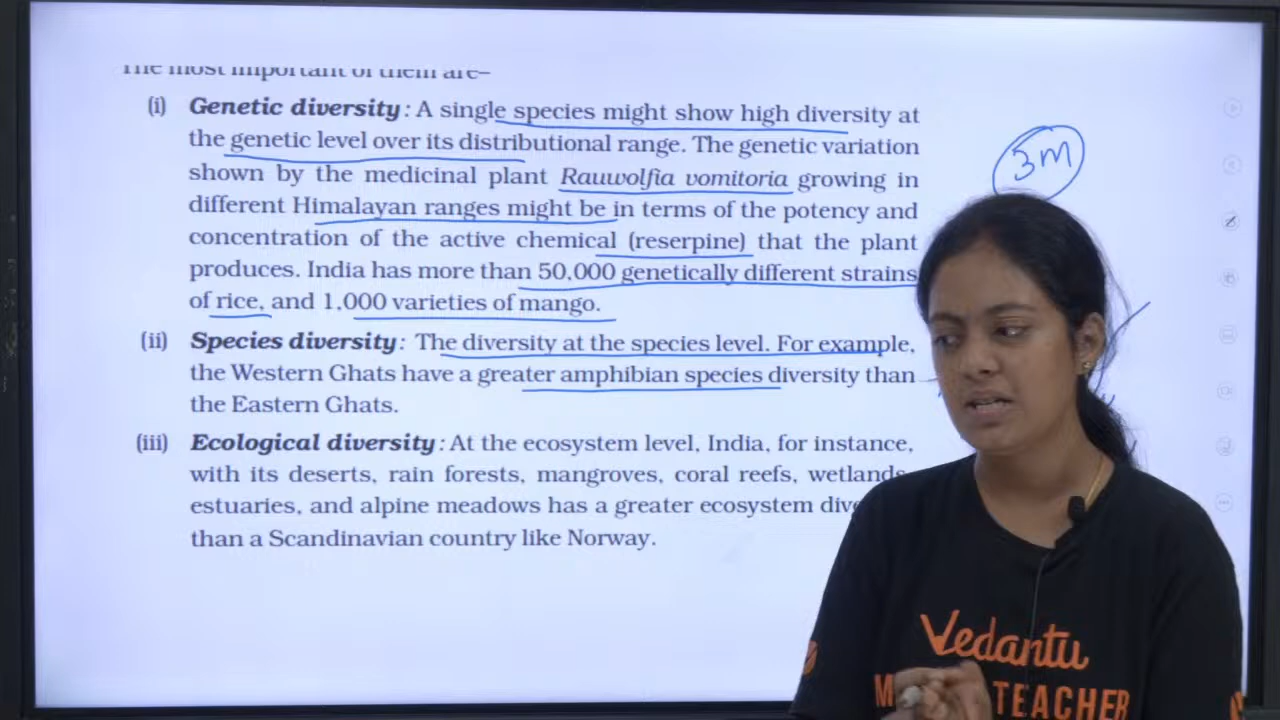 The most important of them are–
(i) Genetic diversity : A single species might show high diversity at
the genetic level over its distributional range. The genetic variation
shown by the medicinal plant Rauwolfia vomitoria growing in
different Himalayan ranges might be in terms of the potency and
concentration of the active chemical (reserpine) that the plant
produces. India has more than 50,000 genetically different strains
of rice, and 1,000 varieties of mango.
(ii) Species diversity : The diversity at the species level. For example,
the Western Ghats have a greater amphibian species diversity than
the Eastern Ghats.
(iii) Ecological diversity : At the ecosystem level, India, for instance,
with its deserts, rain forests, mangroves, coral reefs, wetlands
estuaries, and alpine meadows has a greater ecosystem
than a Scandinavian country like Norway.
3m
Vedantu
TEACHER